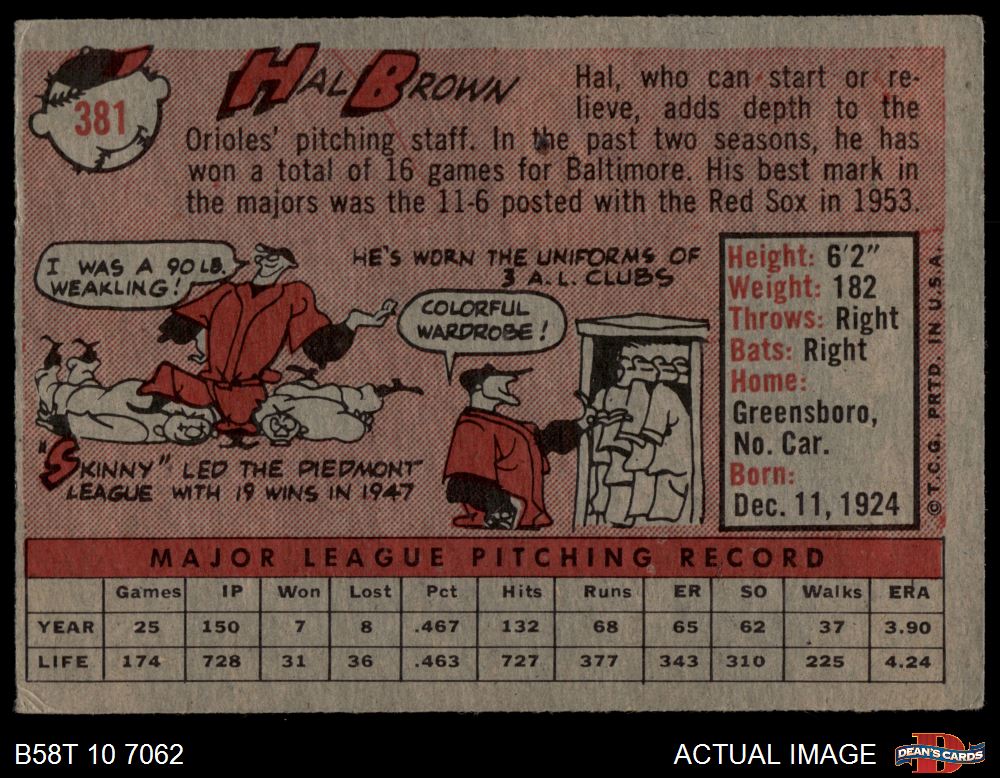 381
HAL BROWN
Hal, who can start or re-
lieve, adds depth to the
Orioles' pitching staff. In the past two seasons, he has
won a total of 16 games for Baltimore. His best mark in
the majors was the 11-6 posted with the Red Sox in 1953.
I WAS A 90 LB.
WEAKLING!
"SKINNY" LED THE PIEDMONT
LEAGUE WITH 19 WINS IN 1947
HE'S WORN THE UNIFORMS OF
3 A.L. CLUBS
COLORFUL
WARDROBE!
Height: 6'2"
Weight: 182
Throws: Right
Bats: Right
Home:
Greensboro,
No. Car.
Born:
Dec. 11, 1924
© T.C.G. PRTD. IN U.S.A.
MAJOR LEAGUE PITCHING RECORD
Games IP Won Lost Pct Hits Runs ER SO Walks ERA
YEAR 25 150 7 8 .467 132 68 65 62 37 3.90
LIFE 174 728 31 36 .463 727 377 343 310 225 4.24
B58T 10 7062
ACTUAL IMAGE
DEAN'S CARDS